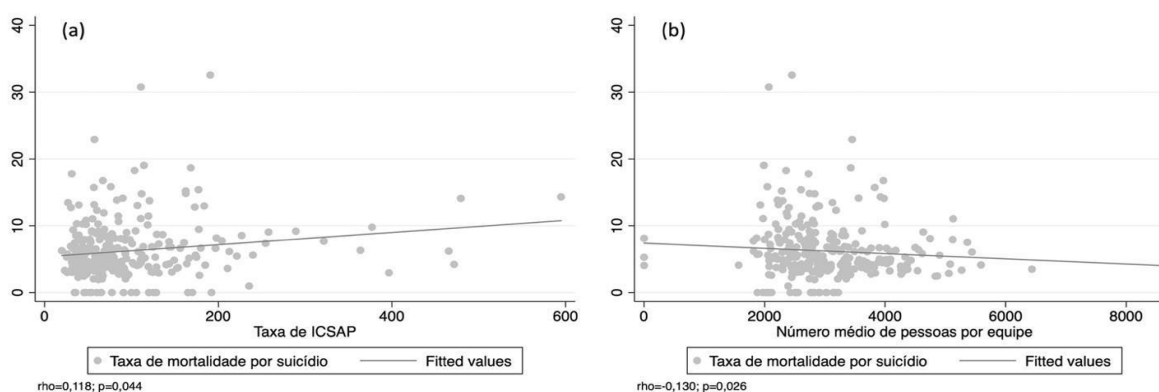 (a)
40
30
20
10
0
0 200 400 600
Taxa de ICSAP
Taxa de mortalidade por suicídio Fitted values
rho=0,118; p=0,044
(b)
40
30
20
10
0
0 2000 4000 6000 8000
Número médio de pessoas por equipe
Taxa de mortalidade por suicídio Fitted values
rho=-0,130; p=0,026